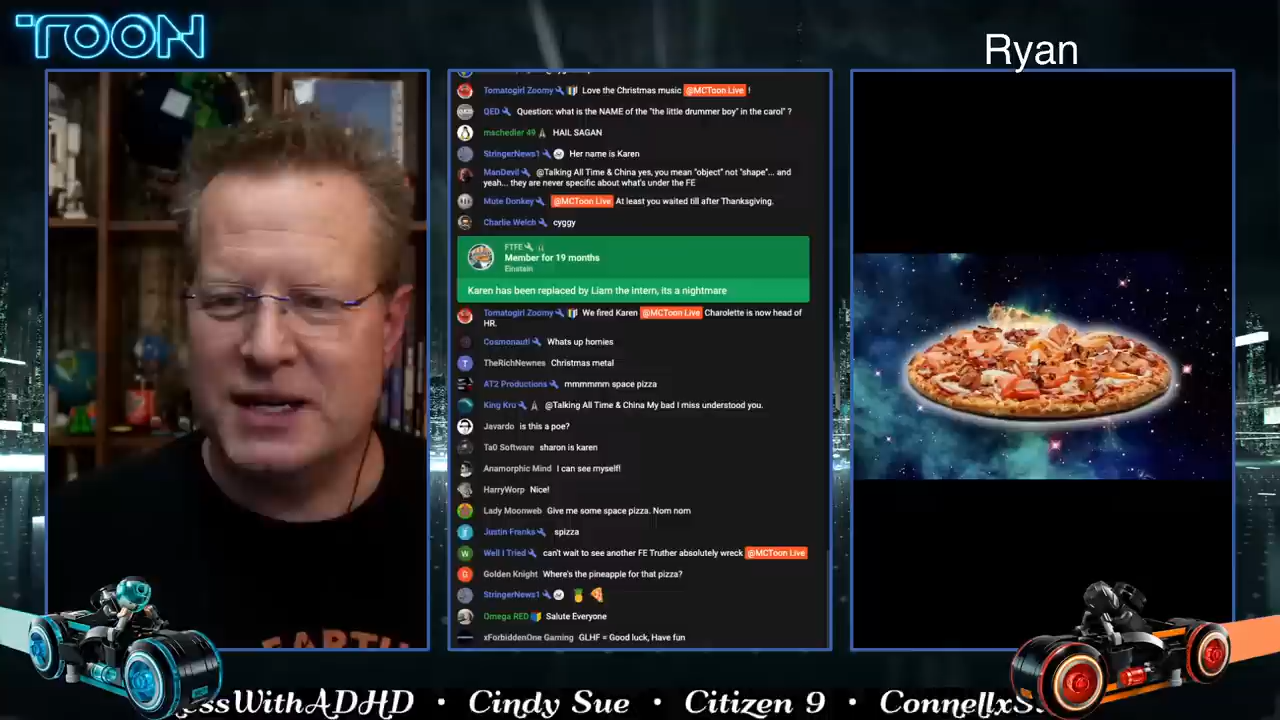 TOON
Ryan
Tomatogirl Zoomy Love the Christmas music @MCToon Live !
QED Question: what is the NAME of the "the little drummer boy" in the carol" ?
mschedler 49 HAIL SAGAN
StringerNews1 Her name is Karen
ManDevil @Talking All Time & China yes, you mean "object" not "shape"... and
yeah... they are never specific about what's under the FE
Mute Donkey @MCToon Live At least you waited till after Thanksgiving.
Charlie Welch cyggy
FTFE
Member for 19 months
Einstein
Karen has been replaced by Liam the intern, its a nightmare
Tomatogirl Zoomy We fired Karen @MCToon Live Charolette is now head of
HR.
Cosmonautl Whats up homies
TheRichNewnes Christmas metal
AT2 Productions mmmmmm space pizza
King Kru @Talking All Time & China My bad I miss understood you.
Javardo is this a poe?
Ta0 Software sharon is karen
Anamorphic Mind I can see myself!
HarryWorp Nice!
Lady Moonweb Give me some space pizza. Nom nom
Justin Franks spizza
Well I Tried can't wait to see another FE Truther absolutely wreck @MCToon Live
Golden Knight Where's the pineapple for that pizza?
StringerNews1 🍍 🍕
Omega RED Salute Everyone
xForbiddenOne Gaming GLHF = Good luck, Have fun
EARTH
essWithADHD • Cindy Sue • Citizen 9 • ConnellxS